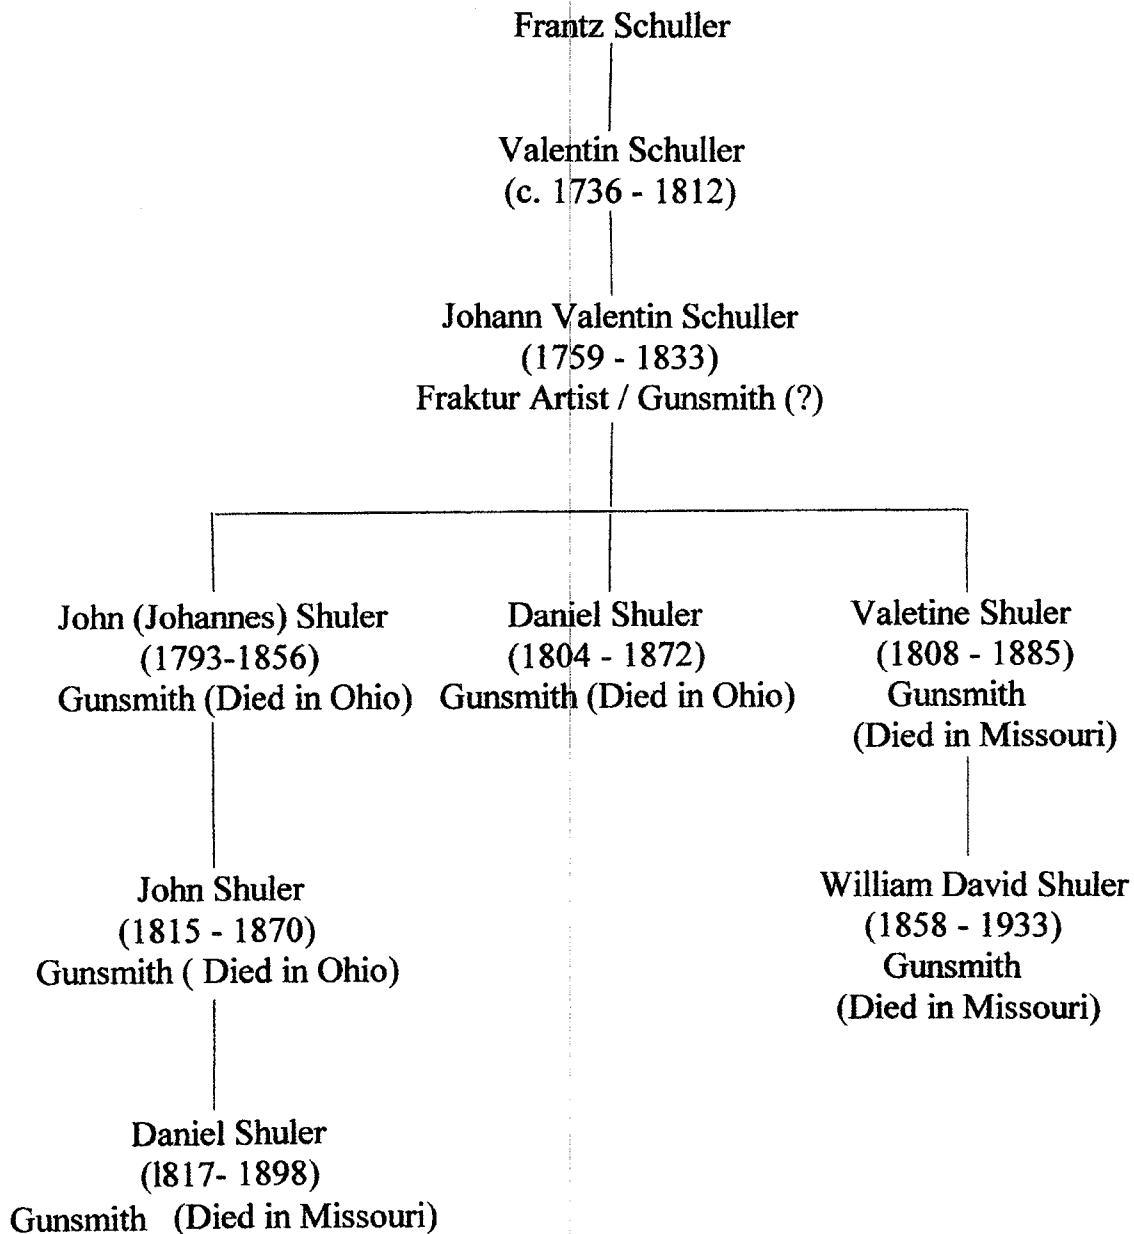 Frantz Schuller
Valentin Schuller
(c. 1736 - 1812)
Johann Valentin Schuller
(1759 - 1833)
Fraktur Artist / Gunsmith (?)
John (Johannes) Shuler
(1793-1856)
Gunsmith (Died in Ohio)
Daniel Shuler
(1804 - 1872)
Gunsmith (Died in Ohio)
Valetine Shuler
(1808 - 1885)
Gunsmith
(Died in Missouri)
John Shuler
(1815 - 1870)
Gunsmith ( Died in Ohio)
William David Shuler
(1858 - 1933)
Gunsmith
(Died in Missouri)
Daniel Shuler
(l817- 1898)
Gunsmith (Died in Missouri)